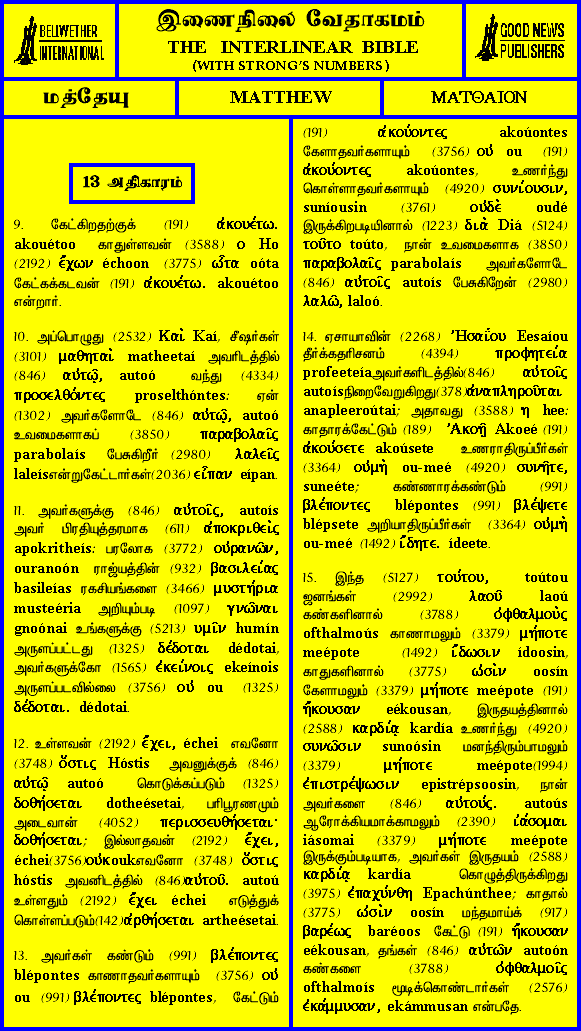 BELLWETHER
INTERNATIONAL
இணைநிலை வேதாகமம்
THE INTERLINEAR BIBLE
(WITH STRONG'S NUMBERS)
GOOD NEWS
PUBLISHERS
மத்தேயு
MATTHEW
ΜΑΤΘΑΙΟΝ
13 அதிகாரம்
9. கேட்கிறதற்குக் (191) ἀκουέτω.
akouétoo காதுள்ளவன் (3588) ο Ho
(2192) ἔχων échoon (3775) ὦτα oóta
கேட்கக்கடவன் (191) ἀκουέτω. akouétoo
என்றார்.
10. அப்பொழுது (2532) Καὶ Kaí, சீஷர்கள்
(3101) μαθηταὶ matheetaí அவரிடத்தில்
(846) αὐτῷ, autoó வந்து (4334)
προσελθόντες proselthóntes: ஏன்
(1302) அவர்களோடே (846) αὐτῷ, autoó
உவமைகளாகப் (3850) παραβολαῖς
parabolaís பேசுகிறீர் (2980) λαλεῖς
laleísஎன்றுகேட்டார்கள்(2036) εἶπαν eípan.
11. அவர்களுக்கு (846) αὐτοῖς, autoís
அவர் பிரதியுத்தரமாக (611) ἀποκριθεὶς
apokritheís: பரலோக (3772) οὐρανῶν,
ouranoón ராஜ்யத்தின் (932) βασιλείας
basileías ரகசியங்களை (3466) μυστήρια
musteéria அறியும்படி (1097) γνῶναι
gnoónai உங்களுக்கு (5213) υμῖν humín
அருளப்பட்டது (1325) δέδοται dédotai,
அவர்களுக்கோ (1565) ἐκείνοις ekeínois
அருளப்படவில்லை (3756) οὐ ou (1325)
δέδοται. dédotai.
12. உள்ளவன் (2192) ἔχει, échei எவனோ
(3748) ὅστις Hóstis அவனுக்குக் (846)
αὐτῷ autoó கொடுக்கப்படும் (1325)
δοθήσεται dotheésetai, பரிபூரணமும்
அடைவான் (4052) περισσευθήσεται·
δοθήσεται; இல்லாதவன் (2192) ἔχει,
échei(3756)οὐκoukஎவனோ (3748) ὅστις
hóstis அவனிடத்தில் (846)αὐτοῦ. autoú
உள்ளதும் (2192) ἔχει échei எடுத்துக்
கொள்ளப்படும்(142)ἀρθήσεται artheésetai.
13. அவர்கள் கண்டும் (991) βλέποντες
blépontes காணாதவர்களாயும் (3756) οὐ
ou (991) βλέποντες blépontes, கேட்டும்
(191) ἀκούοντες akoúontes
கேளாதவர்களாயும் (3756) οὐ ou (191)
ἀκούοντες akoúontes, உணர்ந்து
கொள்ளாதவர்களாயும் (4920) συνίουσιν,
suníousin (3761) οὐδὲ oudé
இருக்கிறபடியினால் (1223) διὰ Diá (5124)
τοῦτο toúto, நான் உவமைகளாக (3850)
παραβολαῖς parabolaís அவர்களோடே
(846) αὐτοῖς autoís பேசுகிறேன் (2980)
λαλῶ, laloó.
14. ஏசாயாவின் (2268) Ἠσαΐου Eesaíou
தீர்க்கதரிசனம் (4394) προφητεία
profeeteíaஅவர்களிடத்தில்(846) αὐτοῖς
autoísநிறைவேறுகிறது(378)ἀναπληροῦται
anapleeroútai; அதாவது (3588) η hee:
காதாரக்கேட்டும் (189) Ἀκοῇ Akoeé (191)
ἀκούσετε akoúsete உணராதிருப்பீர்கள்
(3364) οὐμὴ ou-meé (4920) συνῆτε,
suneéte; கண்ணாரக்கண்டும் (991)
βλέποντες blépontes (991) βλέψετε
blépsete அறியாதிருப்பீர்கள் (3364) οὐμὴ
ou-meé (1492) ἴδητε. ídeete.
15. இந்த (5127) τούτου, toútou
ஜனங்கள் (2992) λαοῦ laoú
கண்களினால் (3788) ὀφθαλμοὺς
ofthalmoús காணாமலும் (3379) μήποτε
meépote (1492) ἴδωσιν ídoosin,
காதுகளினால் (3775) ὠσὶν oosín
கேளாமலும் (3379) μήποτε meépote (191)
ἤκουσαν eékousan, இருதயத்தினால்
(2588) καρδίᾳ kardía உணர்ந்து (4920)
συνῶσιν sunoósin மனந்திரும்பாமலும்
(3379) μήποτε meépote(1994)
ἐπιστρέψωσιν epistrépsoosin, நான்
அவர்களை (846) αὐτούς. autoús
ஆரோக்கியமாக்காமலும் (2390) ἰάσομαι
iásomai (3379) μήποτε meépote
இருக்கும்படியாக, அவர்கள் இருதயம் (2588)
καρδία kardía கொழுத்திருக்கிறது
(3975) ἐπαχύνθη Epachúnthee; காதால்
(3775) ὠσὶν oosín மந்தமாய்க் (917)
βαρέως baréoos கேட்டு (191) ἤκουσαν
eékousan, தங்கள் (846) αὐτῶν autoón
கண்களை (3788) ὀφθαλμοῖς
ofthalmoís மூடிக்கொண்டார்கள் (2576)
ἐκάμμυσαν, ekámmusan என்பதே.